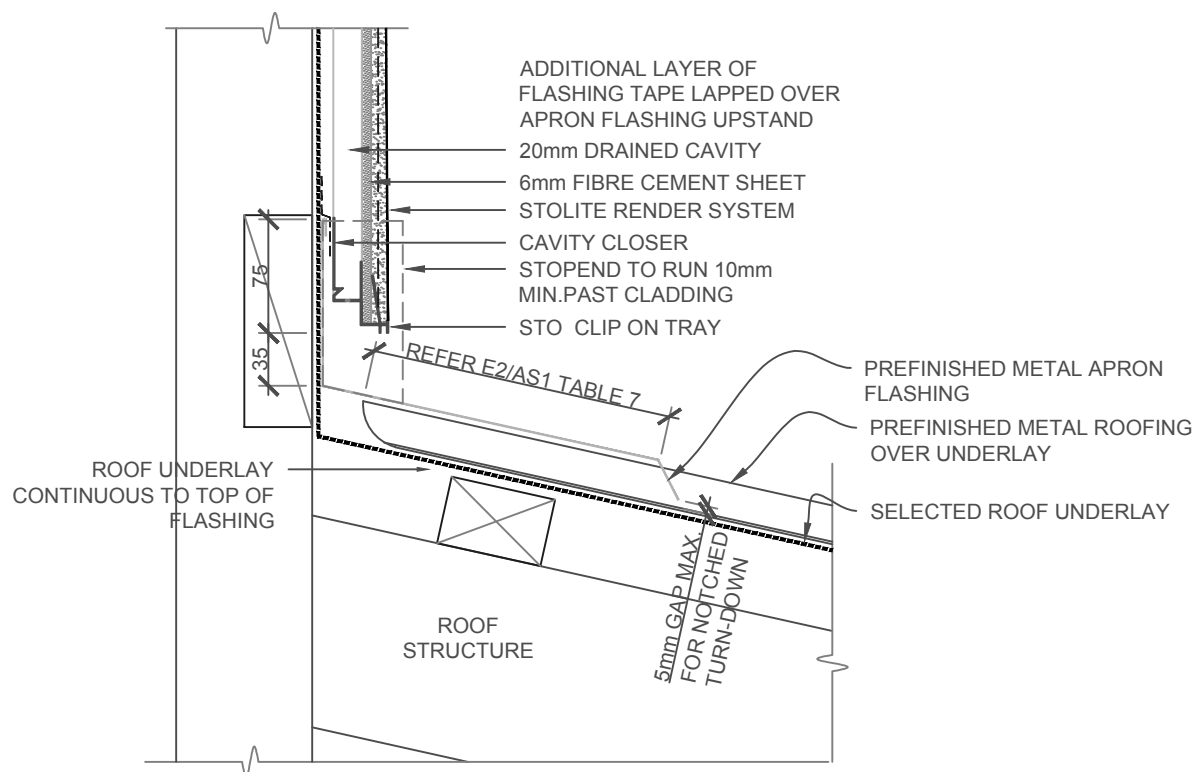 ADDITIONAL LAYER OF
FLASHING TAPE LAPPED OVER
APRON FLASHING UPSTAND
20mm DRAINED CAVITY
6mm FIBRE CEMENT SHEET
STOLITE RENDER SYSTEM
CAVITY CLOSER
STOPEND TO RUN 10mm
MIN.PAST CLADDING
STO CLIP ON TRAY
75
35
REFER E2/AS1 TABLE 7
PREFINISHED METAL APRON
FLASHING
PREFINISHED METAL ROOFING
OVER UNDERLAY
SELECTED ROOF UNDERLAY
ROOF UNDERLAY
CONTINUOUS TO TOP OF
FLASHING
5mm GAP MAX.
FOR NOTCHED
TURN-DOWN
ROOF
STRUCTURE